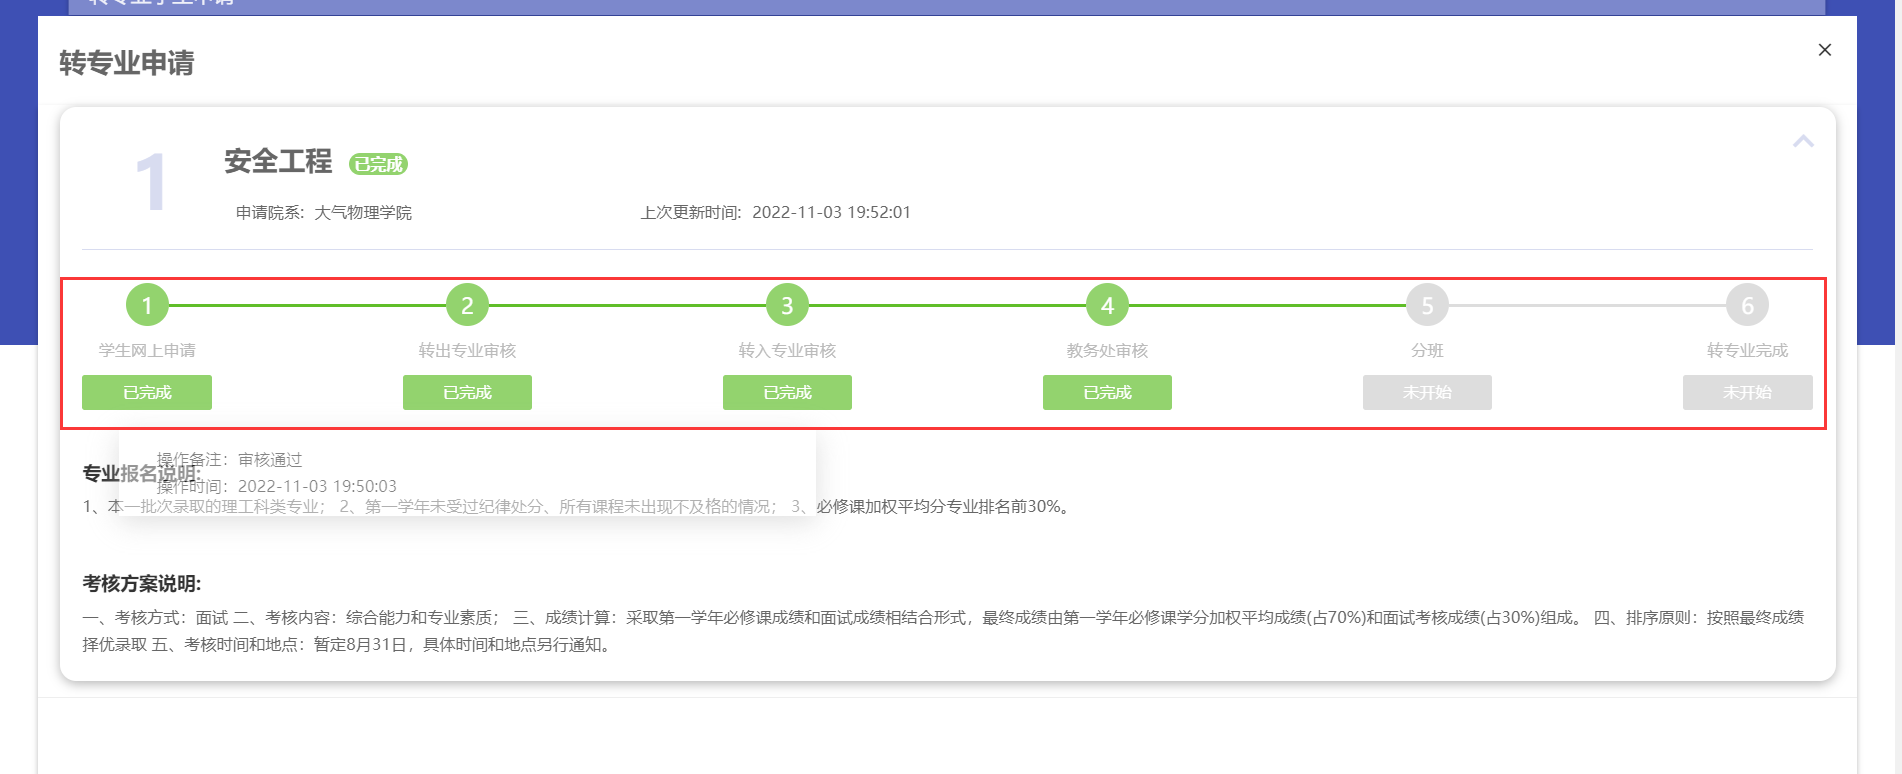 转专业申请
1
安全工程 已完成
申请院系: 大气物理学院 上次更新时间: 2022-11-03 19:52:01
1 2 3 4 5 6
学生网上申请 转出专业审核 转入专业审核 教务处审核 分班 转专业完成
已完成 已完成 已完成 已完成 未开始 未开始
操作备注：审核通过
专业报名说明:
操作时间：2022-11-03 19:50:03
1、本一批次录取的理工科类专业； 2、第一学年未受过纪律处分、所有课程未出现不及格的情况； 3、必修课加权平均分专业排名前30%。
考核方案说明:
一、考核方式：面试 二、考核内容：综合能力和专业素质； 三、成绩计算：采取第一学年必修课成绩和面试成绩相结合形式，最终成绩由第一学年必修课学分加权平均成绩(占70%)和面试考核成绩(占30%)组成。 四、排序原则：按照最终成绩
择优录取 五、考核时间和地点：暂定8月31日，具体时间和地点另行通知。